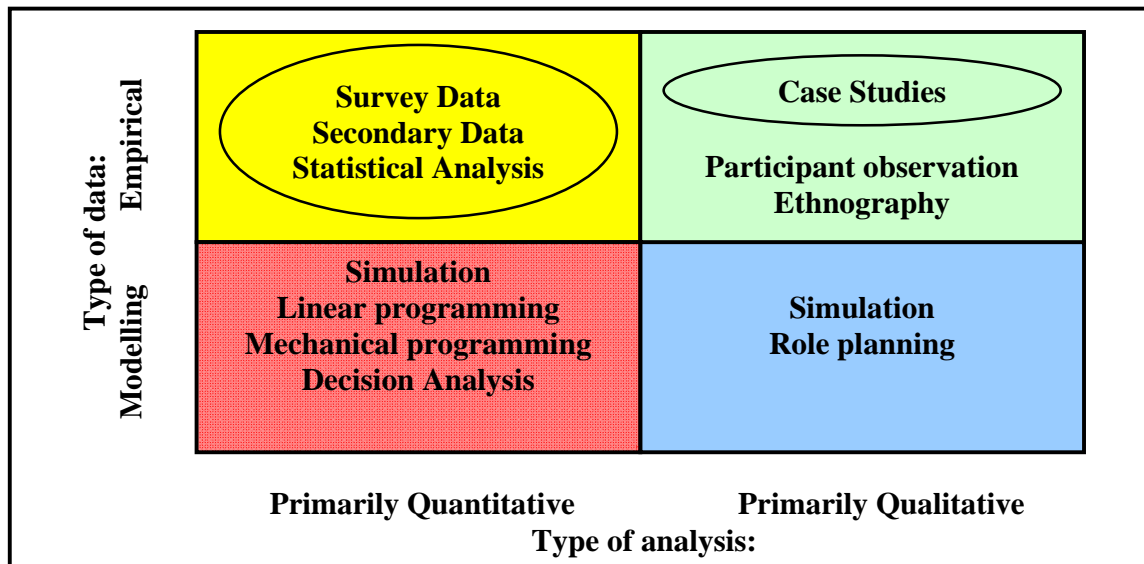 Type of data:
Empirical
Modelling
Survey Data
Secondary Data
Statistical Analysis
Case Studies
Participant observation
Ethnography
Simulation
Linear programming
Mechanical programming
Decision Analysis
Simulation
Role planning
Primarily Quantitative
Primarily Qualitative
Type of analysis: